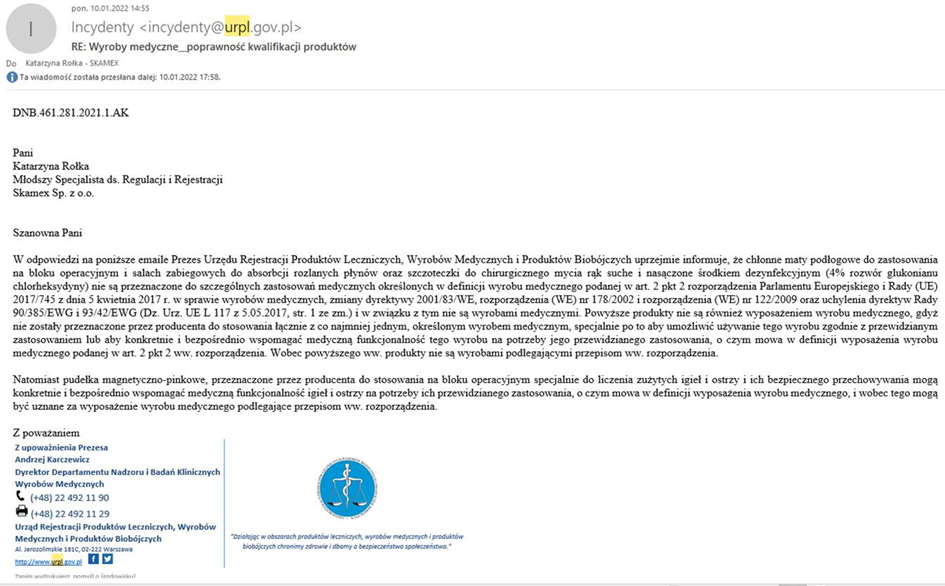 pon. 10.01.2022 14:55
I
Incydenty <incydenty@urpl.gov.pl>
RE: Wyroby medyczne_poprawność kwalifikacji produktów
Do Katarzyna Rołka - SKAMEX
Ta wiadomość została przesłana dalej: 10.01.2022 17:58.
DNB.461.281.2021.1.AK
Pani
Katarzyna Rołka
Młodszy Specjalista ds. Regulacji i Rejestracji
Skamex Sp. z o.o.
Szanowna Pani
W odpowiedzi na poniższe emaile Prezes Urzędu Rejestracji Produktów Leczniczych, Wyrobów Medycznych i Produktów Biobójczych uprzejmie informuje, że chłonne maty podłogowe do zastosowania
na bloku operacyjnym i salach zabiegowych do absorbcji rozlanych płynów oraz szczoteczki do chirurgicznego mycia rąk suche i nasączone środkiem dezynfekcyjnym (4% rozwór glukonianu
chlorheksydyny) nie są przeznaczone do szczególnych zastosowań medycznych określonych w definicji wyrobu medycznego podanej w art. 2 pkt 2 rozporządzenia Parlamentu Europejskiego i Rady (UE)
2017/745 z dnia 5 kwietnia 2017 r. w sprawie wyrobów medycznych, zmiany dyrektywy 2001/83/WE, rozporządzenia (WE) nr 178/2002 i rozporządzenia (WE) nr 122/2009 oraz uchylenia dyrektyw Rady
90/385/EWG i 93/42/EWG (Dz. Urz. UE L 117 z 5.05.2017, str. 1 ze zm.) i w związku z tym nie są wyrobami medycznymi. Powyższe produkty nie są również wyposażeniem wyrobu medycznego, gdyż
nie zostały przeznaczone przez producenta do stosowania łącznie z co najmniej jednym, określonym wyrobem medycznym, specjalnie po to aby umożliwić używanie tego wyrobu zgodnie z przewidzianym
zastosowaniem lub aby konkretnie i bezpośrednio wspomagać medyczną funkcjonalność tego wyrobu na potrzeby jego przewidzianego zastosowania, o czym mowa w definicji wyposażenia wyrobu
medycznego podanej w art. 2 pkt 2 ww. rozporządzenia. Wobec powyższego ww. produkty nie są wyrobami podlegającymi przepisom ww. rozporządzenia.
Natomiast pudełka magnetyczno-pinkowe, przeznaczone przez producenta do stosowania na bloku operacyjnym specjalnie do liczenia zużytych igieł i ostrzy i ich bezpiecznego przechowywania mogą
konkretnie i bezpośrednio wspomagać medyczną funkcjonalność igieł i ostrzy na potrzeby ich przewidzianego zastosowania, o czym mowa w definicji wyposażenia wyrobu medycznego, i wobec tego mogą
być uznane za wyposażenie wyrobu medycznego podlegające przepisom ww. rozporządzenia.
Z poważaniem
Z upoważnienia Prezesa
Andrzej Karczewicz
Dyrektor Departamentu Nadzoru i Badań Klinicznych
Wyrobów Medycznych
(+48) 22 492 11 90
(+48) 22 492 11 29
Urząd Rejestracji Produktów Leczniczych, Wyrobów
Medycznych i Produktów Biobójczych
Al. Jerozolimskie 181C, 02-222 Warszawa
http://www.urpl.gov.pl
"Działając w obszarach produktów leczniczych, wyrobów medycznych i produktów
biobójczych chronimy zdrowie i dbamy o bezpieczeństwo społeczeństwa."
Zanim wydrukujesz, pomyśl o środowisku!